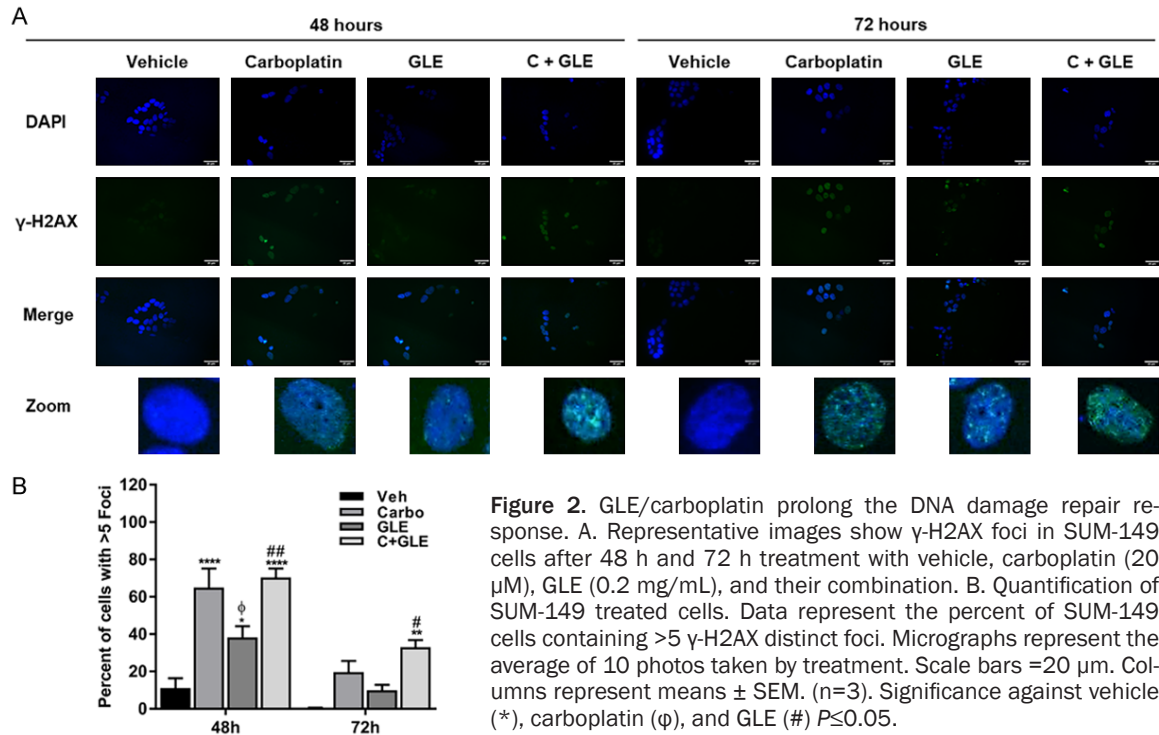 A
48 hours
72 hours
Vehicle Carboplatin GLE C + GLE Vehicle Carboplatin GLE C + GLE
DAPI
γ-H2AX
Merge
Zoom
B
Percent of cells with >5 Foci
120
100
80
60
40
20
0
Veh
Carbo
GLE
C+GLE
****
ϕ
*
##
****
#
**
48h
72h
Figure 2. GLE/carboplatin prolong the DNA damage repair re-
sponse. A. Representative images show γ-H2AX foci in SUM-149
cells after 48 h and 72 h treatment with vehicle, carboplatin (20
µM), GLE (0.2 mg/mL), and their combination. B. Quantification of
SUM-149 treated cells. Data represent the percent of SUM-149
cells containing >5 γ-H2AX distinct foci. Micrographs represent the
average of 10 photos taken by treatment. Scale bars =20 µm. Col-
umns represent means ± SEM. (n=3). Significance against vehicle
(*), carboplatin (φ), and GLE (#) P≤0.05.